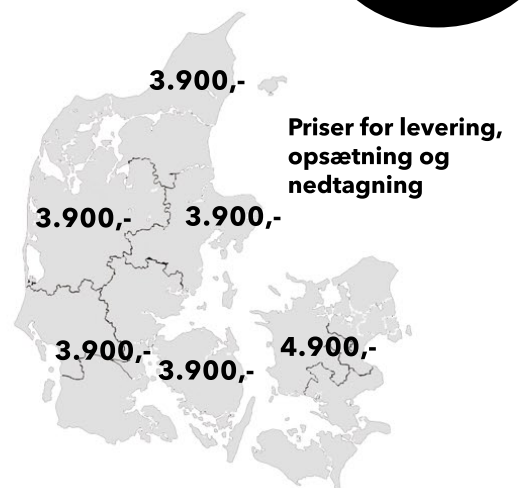 3.900,-
Priser for levering,
opsætning og
nedtagning
3.900,-
3.900,-
3.900,-
3.900,-
4.900,-